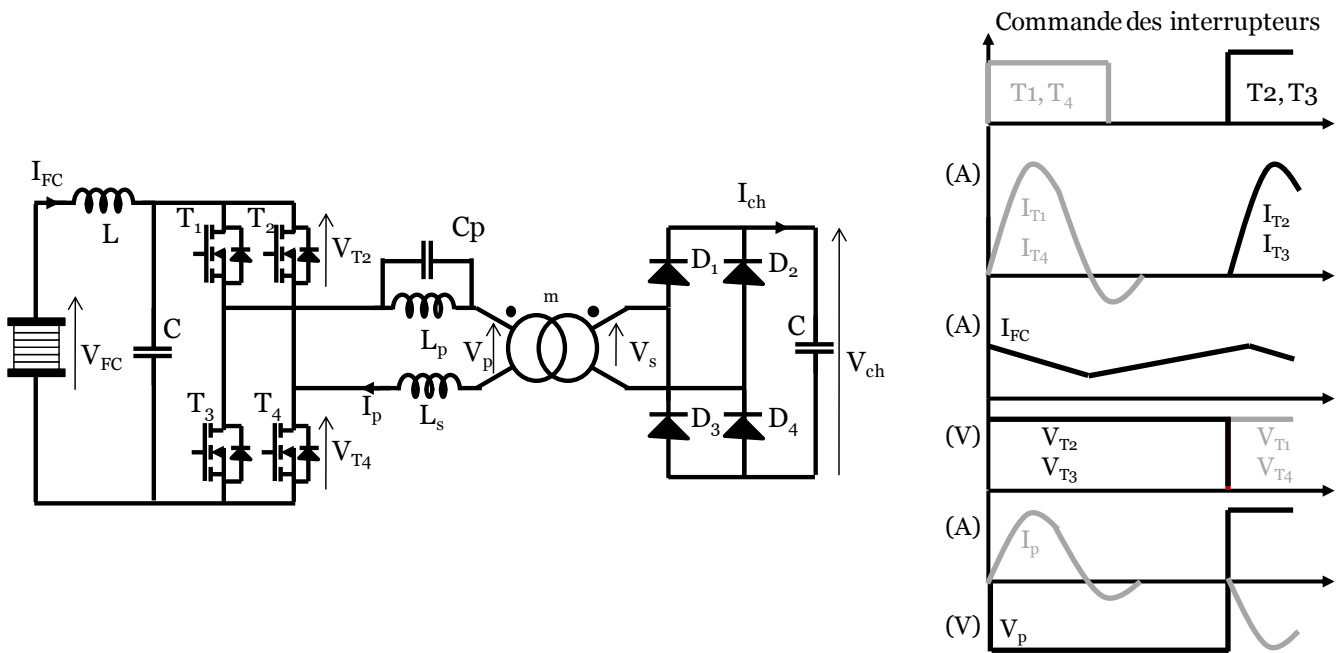 Commande des interrupteurs
T1, T4
T2, T3
(A)
IT1
IT4
IT2
IT3
(A)
IFC
(V)
VT2
VT3
VT1
VT4
(A)
Ip
(V)
Vp
IFC
L
VFC
C
T1
T2
VT2
T3
T4
VT4
Cp
Lp
Vp
Ip
Ls
m
Vs
Ich
D1
D2
D3
D4
C
Vch